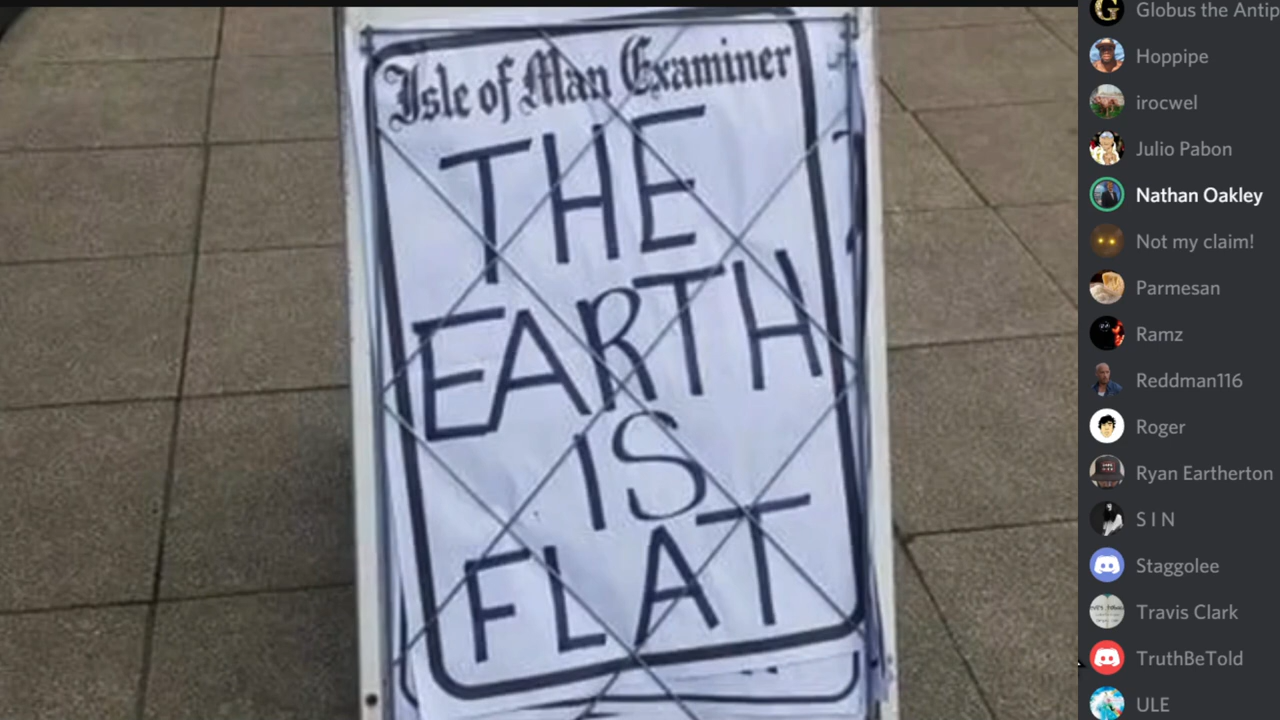 Isle of Man Examiner
THE
EARTH
IS
FLAT
Globus the Antip
Hoppipe
irocwel
Julio Pabon
Nathan Oakley
Not my claim!
Parmesan
Ramz
Reddman116
Roger
Ryan Eartherton
S I N
Staggolee
Travis Clark
TruthBeTold
ULE